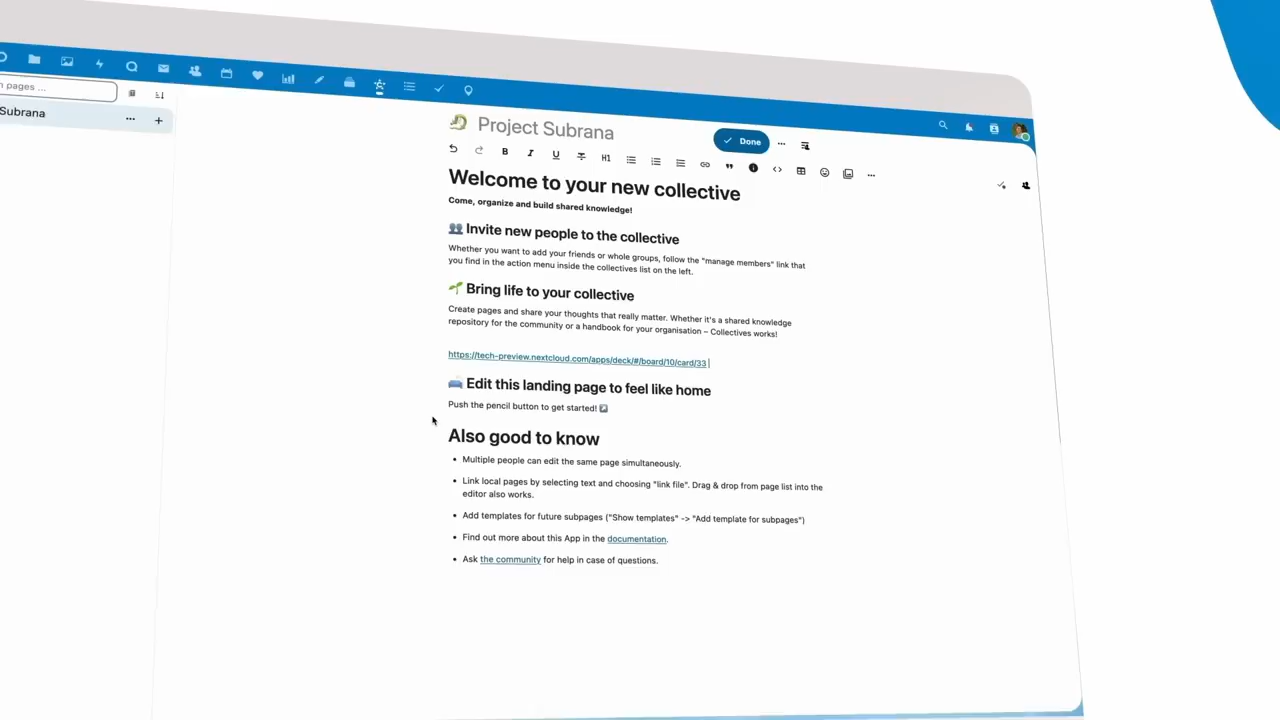 pages ...
Subrana
Project Subrana
Done
B I U H1
Welcome to your new collective
Come, organize and build shared knowledge!
👥 Invite new people to the collective
Whether you want to add your friends or whole groups, follow the "manage members" link that
you find in the action menu inside the collectives list on the left.
🌱 Bring life to your collective
Create pages and share your thoughts that really matter. Whether it's a shared knowledge
repository for the community or a handbook for your organisation – Collectives works!
https://tech-preview.nextcloud.com/apps/deck/#/board/10/card/33
🛋️ Edit this landing page to feel like home
Push the pencil button to get started! ↗️
Also good to know
• Multiple people can edit the same page simultaneously.
• Link local pages by selecting text and choosing "link file". Drag & drop from page list into the
editor also works.
• Add templates for future subpages ("Show templates" -> "Add template for subpages")
• Find out more about this App in the documentation.
• Ask the community for help in case of questions.